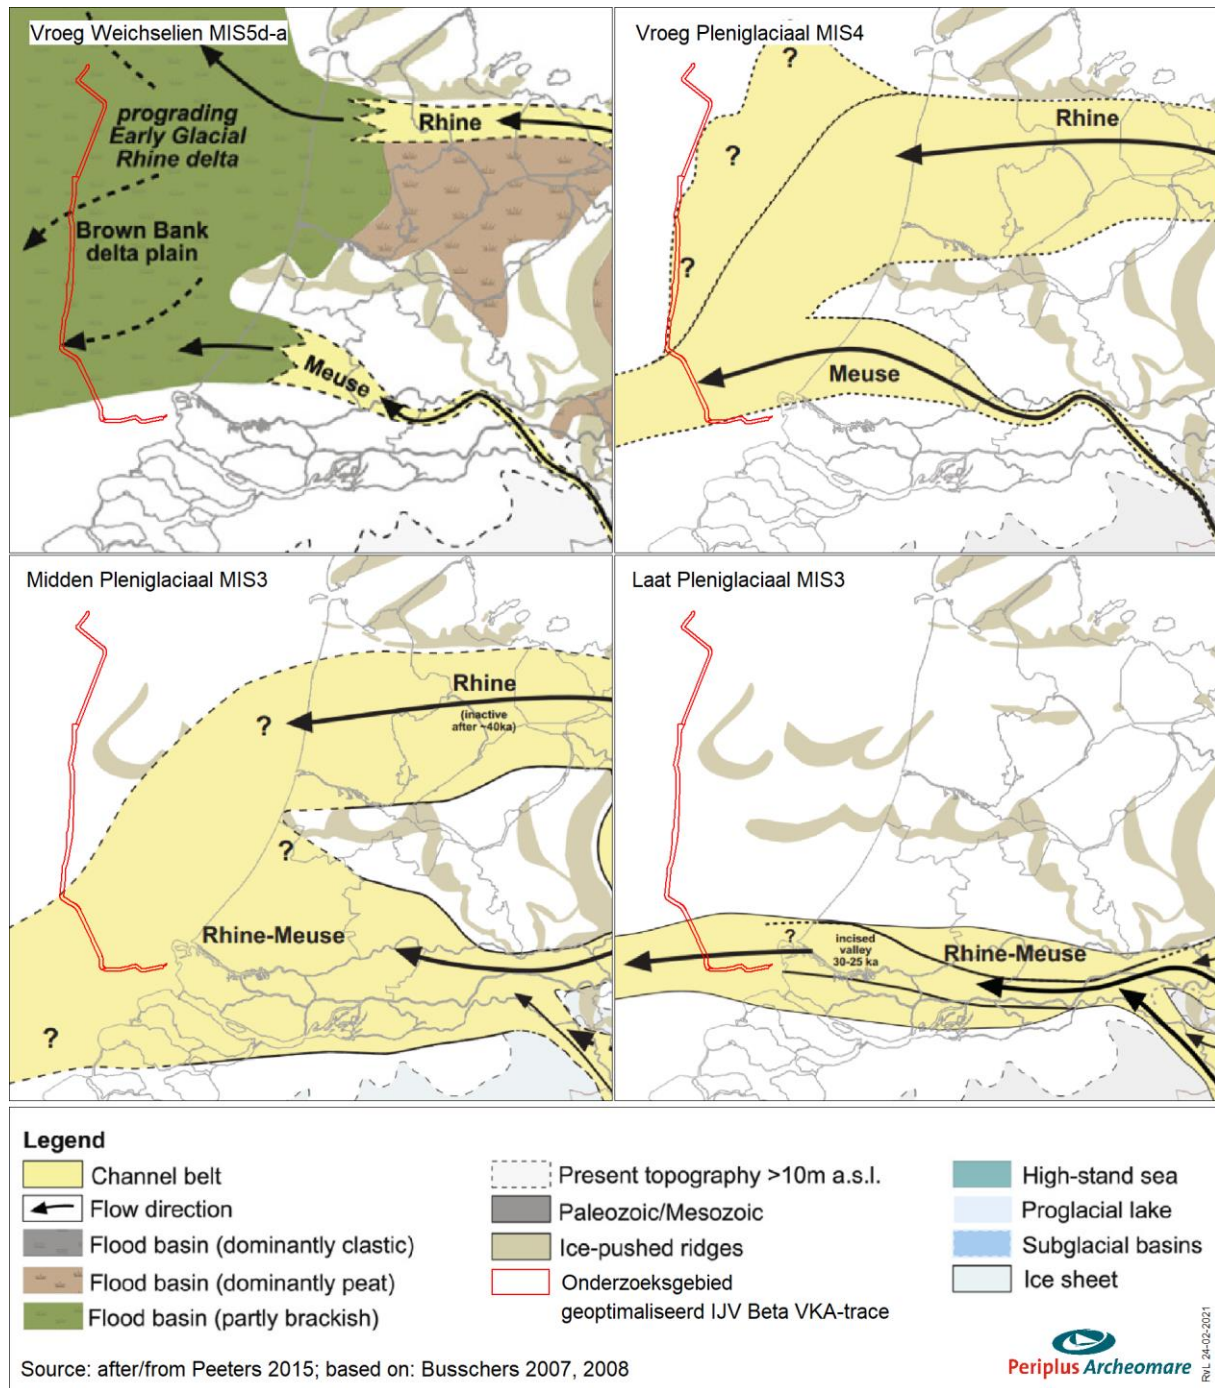 Vroeg Weichselien MIS5d-a
prograding
Early Glacial
Rhine delta
Brown Bank
delta plain
Rhine
Meuse
Vroeg Pleniglaciaal MIS4
?
?
?
Rhine
Meuse
Midden Pleniglaciaal MIS3
Rhine
(inactive
after ~40ka)
?
?
Rhine-Meuse
?
Laat Pleniglaciaal MIS3
?
incised
valley
30-25 ka
Rhine-Meuse
Legend
Channel belt
Flow direction
Flood basin (dominantly clastic)
Flood basin (dominantly peat)
Flood basin (partly brackish)
Present topography >10m a.s.l.
Paleozoic/Mesozoic
Ice-pushed ridges
Onderzoeksgebied
geoptimaliseerd IJV Beta VKA-trace
High-stand sea
Proglacial lake
Subglacial basins
Ice sheet
Source: after/from Peeters 2015; based on: Busschers 2007, 2008
Periplus Archeomare
RvL 24-02-2021